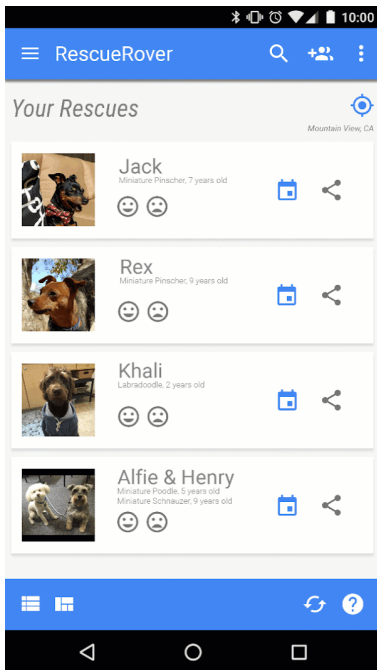 10:00
RescueRover
Your Rescues
Mountain View, CA
Jack
Miniature Pinscher, 7 years old
Rex
Miniature Pinscher, 9 years old
Khali
Labradoodle, 2 years old
Alfie & Henry
Miniature Poodle, 5 years old
Miniature Schnauzer, 9 years old